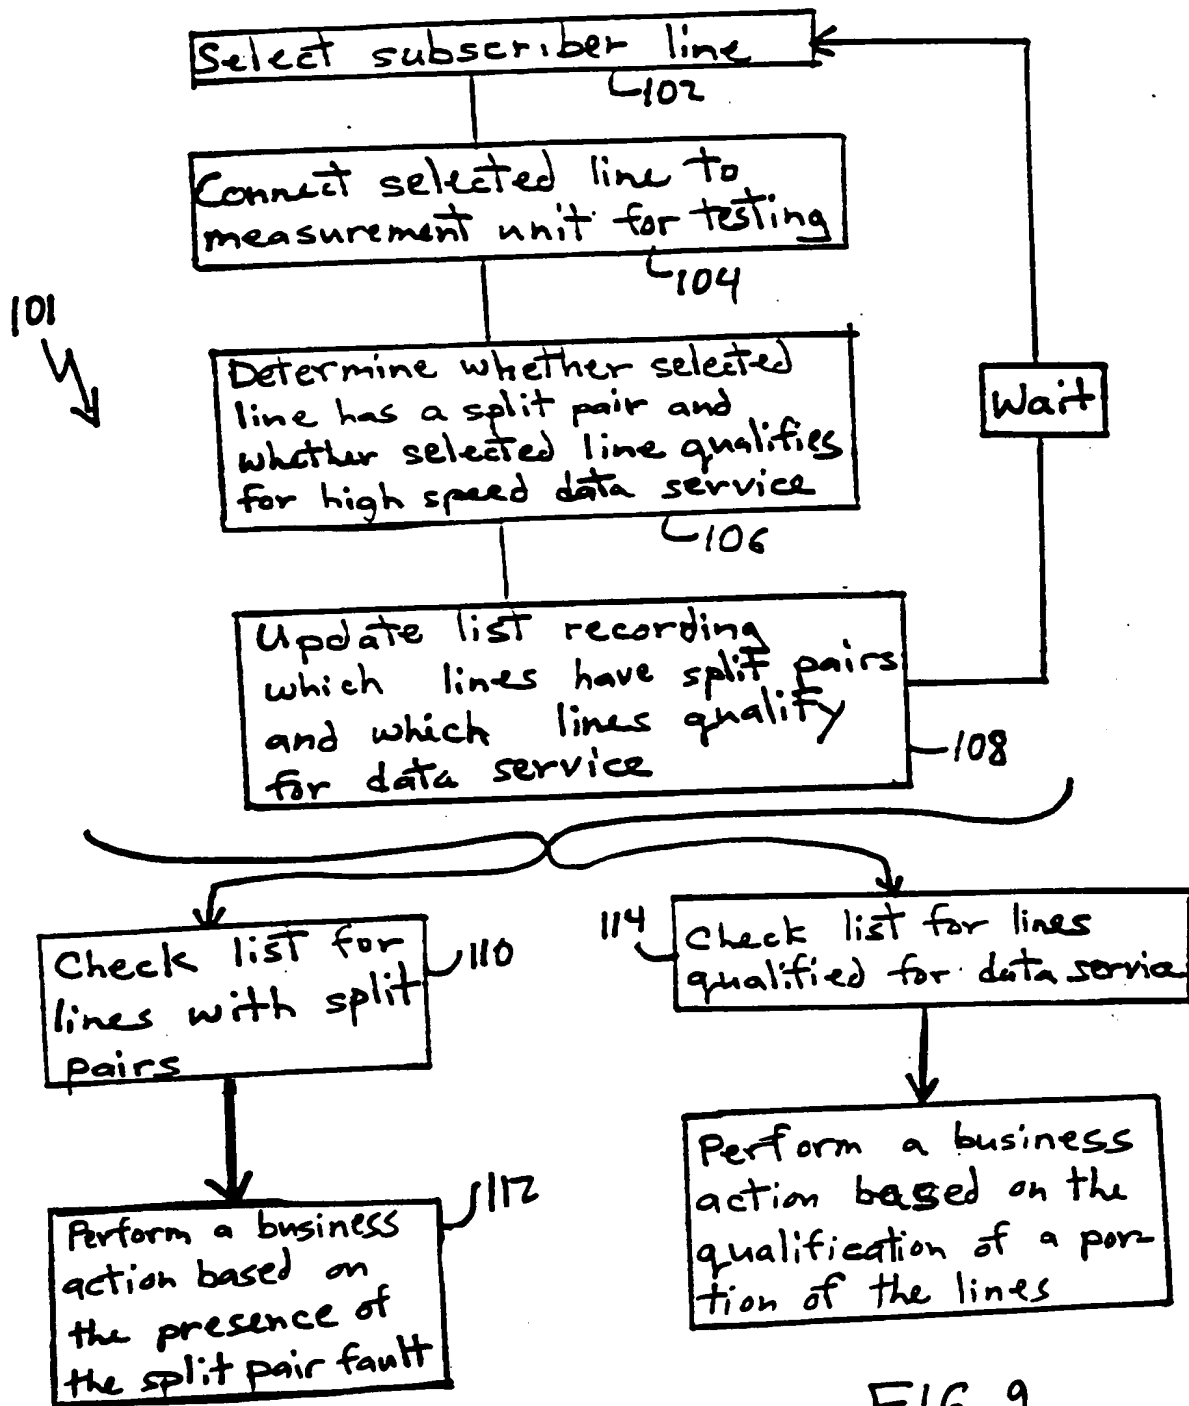 Select subscriber line
102
Connect selected line to
measurement unit for testing
104
101
Determine whether selected
line has a split pair and
whether selected line qualifies
for high speed data service
106
Wait
Update list recording
which lines have split pairs
and which lines qualify
for data service
108
Check list for
lines with split
pairs
110
114
Check list for lines
qualified for data service
Perform a business
action based on
the presence of
the split pair fault
112
Perform a business
action based on the
qualification of a por-
tion of the lines
FIG. 9